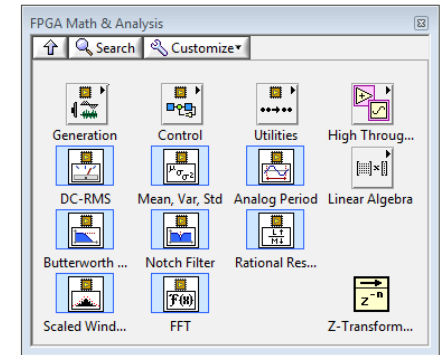 FPGA Math & Analysis
Search Customize
Generation Control Utilities High Throug...
DC-RMS Mean, Var, Std Analog Period Linear Algebra
Butterworth ... Notch Filter Rational Res...
Scaled Wind... FFT Z-Transform...
μσσ²
L↑
M↓
F(x)
z⁻ⁿ